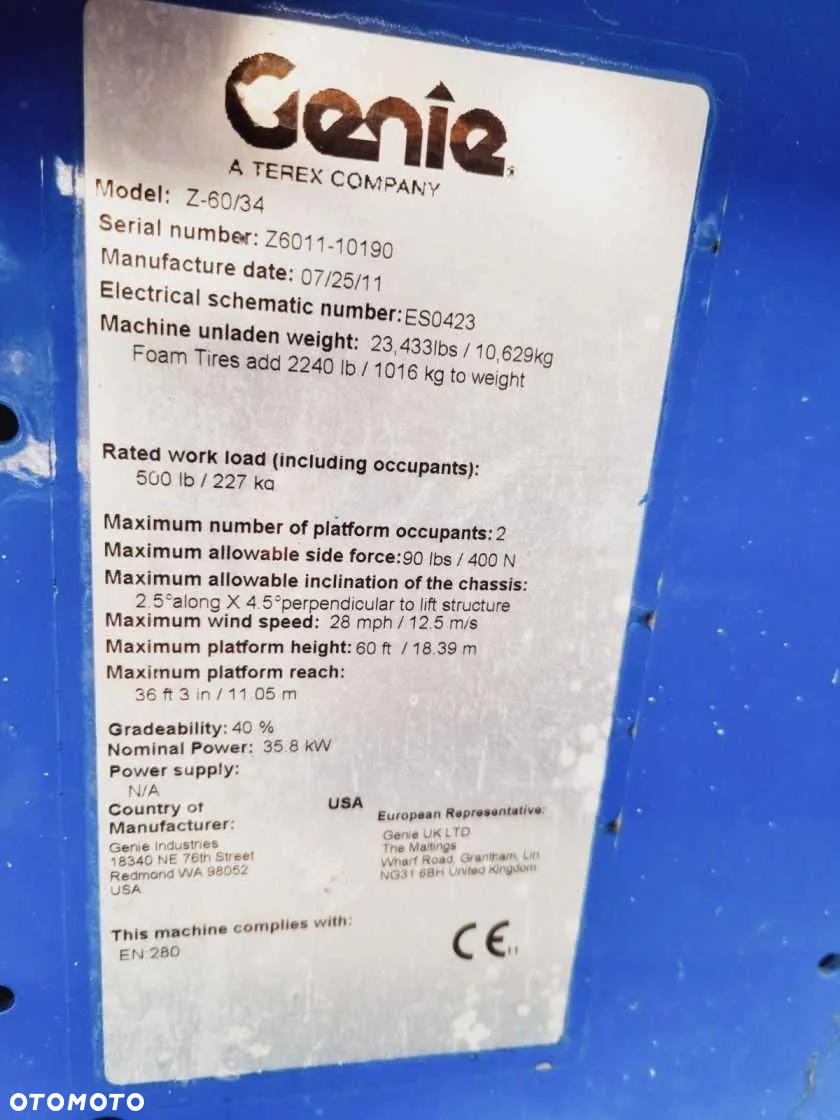 Genie
A TEREX COMPANY
Model: Z-60/34
Serial number: Z6011-10190
Manufacture date: 07/25/11
Electrical schematic number: ES0423
Machine unladen weight: 23,433lbs / 10,629kg
Foam Tires add 2240 lb / 1016 kg to weight
Rated work load (including occupants):
500 lb / 227 kg
Maximum number of platform occupants: 2
Maximum allowable side force: 90 lbs / 400 N
Maximum allowable inclination of the chassis:
2.5°along X 4.5°perpendicular to lift structure
Maximum wind speed: 28 mph / 12.5 m/s
Maximum platform height: 60 ft / 18.39 m
Maximum platform reach:
36 ft 3 in / 11.05 m
Gradeability: 40 %
Nominal Power: 35.8 kW
Power supply:
N/A
Country of
Manufacturer:
USA
Genie Industries
18340 NE 76th Street
Redmond WA 98052
USA
European Representative:
Genie UK LTD
The Maltings
Wharf Road, Grantham, Lin
NG31 6BH United Kingdom
This machine complies with:
EN 280
CE 11
OTOMOTO